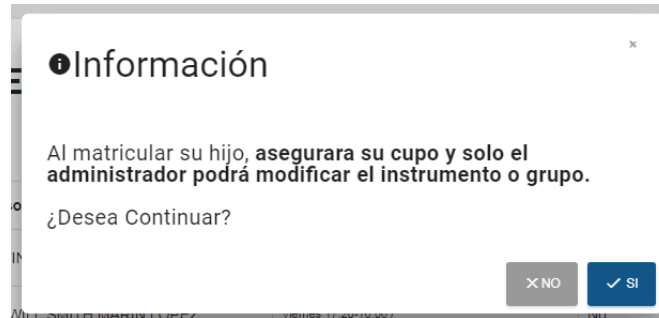 Información
Al matricular su hijo, asegurara su cupo y solo el
administrador podrá modificar el instrumento o grupo.
¿Desea Continuar?
NO SI